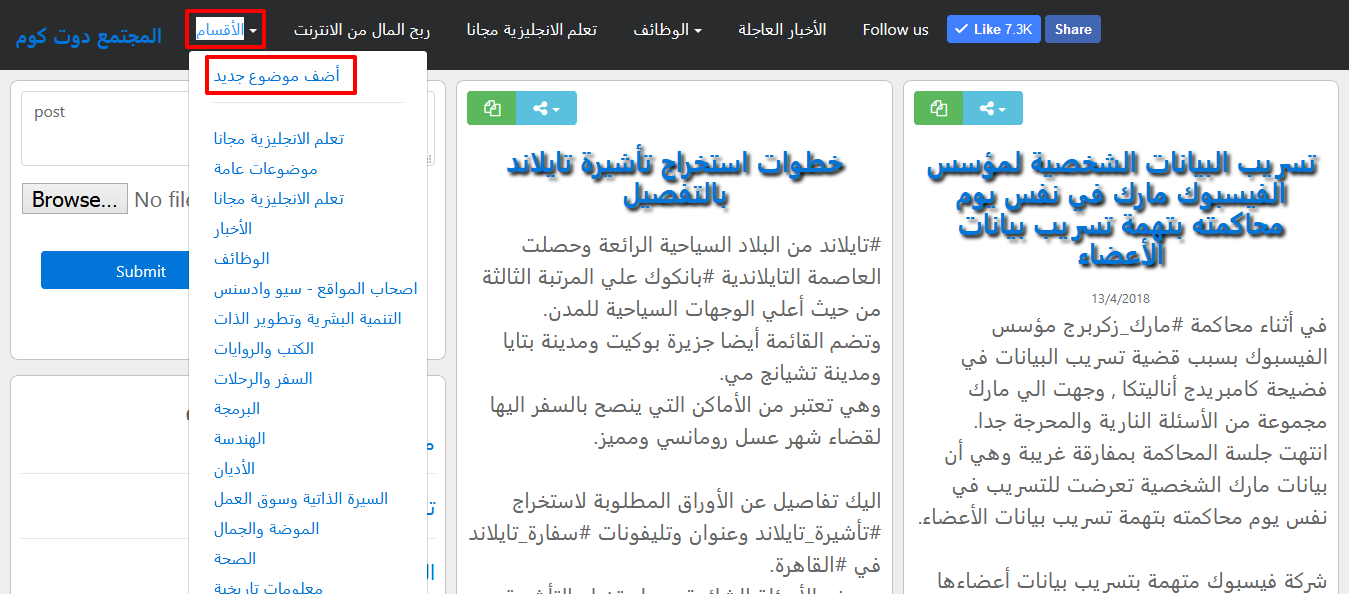 المجتمع دوت كوم
الأقسام
ربح المال من الانترنت
تعلم الانجليزية مجانا
الوظائف
الأخبار العاجلة
Follow us
Like 7.3K
Share
أضف موضوع جديد
تعلم الانجليزية مجانا
موضوعات عامة
تعلم الانجليزية مجانا
الأخبار
الوظائف
اصحاب المواقع - سيو وادسنس
التنمية البشرية وتطوير الذات
الكتب والروايات
السفر والرحلات
البرمجة
الهندسة
الأديان
السيرة الذاتية وسوق العمل
الموضة والجمال
الصحة
معلومات تاريخية
post
Browse...
No file
Submit
خطوات استخراج تأشيرة تايلاند
بالتفصيل
#تايلاند من البلاد السياحية الرائعة وحصلت
العاصمة التايلاندية #بانكوك علي المرتبة الثالثة
من حيث أعلي الوجهات السياحية للمدن.
وتضم القائمة أيضا جزيرة بوكيت ومدينة بتايا
ومدينة تشيانج مي.
وهي تعتبر من الأماكن التي ينصح بالسفر اليها
لقضاء شهر عسل رومانسي ومميز.
اليك تفاصيل عن الأوراق المطلوبة لاستخراج
#تأشيرة_تايلاند وعنوان وتليفونات #سفارة_تايلاند
في #القاهرة.
تسريب البيانات الشخصية لمؤسس
الفيسبوك مارك في نفس يوم
محاكمته بتهمة تسريب بيانات
الأعضاء
13/4/2018
في أثناء محاكمة #مارك_زكربرج مؤسس
الفيسبوك بسبب قضية تسريب البيانات في
فضيحة كامبريدج أناليتكا , وجهت الي مارك
مجموعة من الأسئلة النارية والمحرجة جدا.
انتهت جلسة المحاكمة بمفارقة غريبة وهي أن
بيانات مارك الشخصية تعرضت للتسريب في
نفس يوم محاكمته بتهمة تسريب بيانات الأعضاء.
شركة فيسبوك متهمة بتسريب بيانات أعضاءها